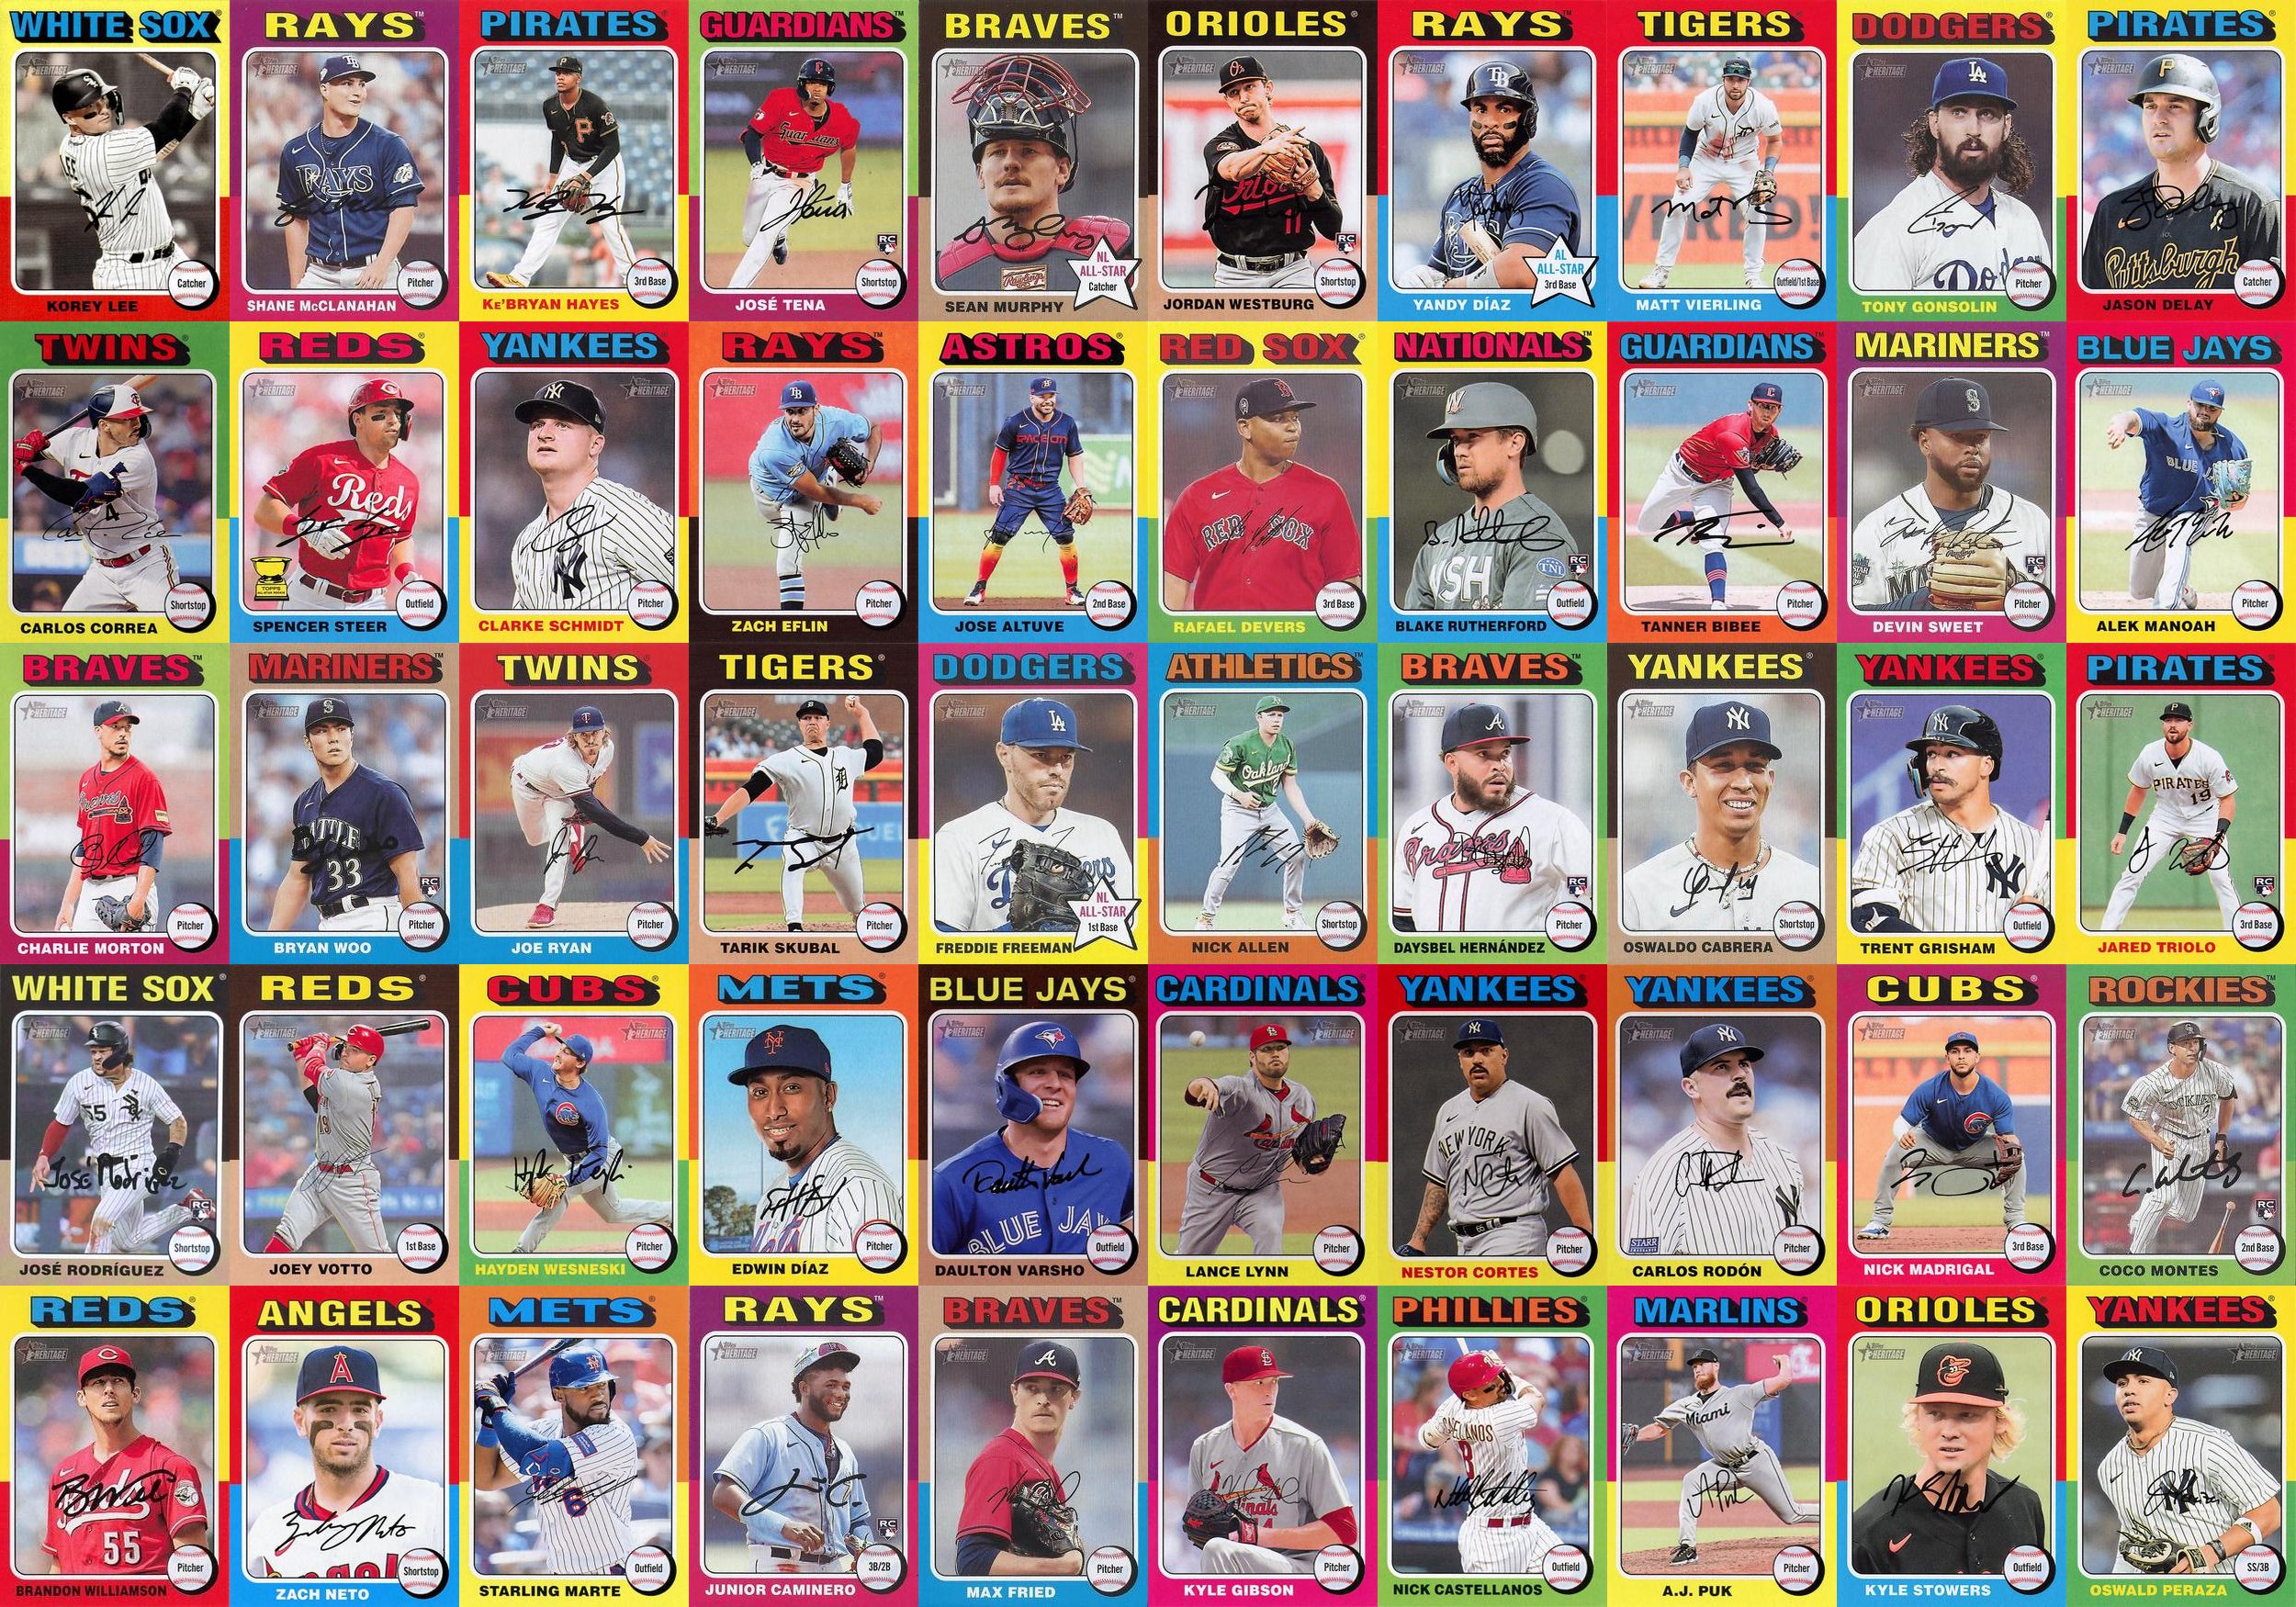 WHITE SOX RAYS PIRATES GUARDIANS BRAVES ORIOLES RAYS TIGERS DODGERS PIRATES
Catcher Pitcher 3rd Base Shortstop NL ALL-STAR Catcher Shortstop AL ALL-STAR 3rd Base Outfield/1st Base Pitcher Catcher
KOREY LEE SHANE McCLANAHAN KE'BRYAN HAYES JOSÉ TENA SEAN MURPHY JORDAN WESTBURG YANDY DÍAZ MATT VIERLING TONY GONSOLIN JASON DELAY
TWINS REDS YANKEES RAYS ASTROS RED SOX NATIONALS GUARDIANS MARINERS BLUE JAYS
Shortstop Outfield Pitcher Pitcher 2nd Base 3rd Base Outfield Pitcher Pitcher Pitcher
CARLOS CORREA SPENCER STEER CLARKE SCHMIDT ZACH EFLIN JOSE ALTUVE RAFAEL DEVERS BLAKE RUTHERFORD TANNER BIBEE DEVIN SWEET ALEK MANOAH
BRAVES MARINERS TWINS TIGERS DODGERS ATHLETICS BRAVES YANKEES YANKEES PIRATES
Pitcher Pitcher Pitcher Pitcher NL ALL-STAR 1st Base Shortstop Pitcher Shortstop Outfield 3rd Base
CHARLIE MORTON BRYAN WOO JOE RYAN TARIK SKUBAL FREDDIE FREEMAN NICK ALLEN DAYSBEL HERNÁNDEZ OSWALDO CABRERA TRENT GRISHAM JARED TRIOLO
WHITE SOX REDS CUBS METS BLUE JAYS CARDINALS YANKEES YANKEES CUBS ROCKIES
Shortstop 1st Base Pitcher Pitcher Outfield Pitcher Pitcher Pitcher 3rd Base 2nd Base
JOSÉ RODRÍGUEZ JOEY VOTTO HAYDEN WESNESKI EDWIN DÍAZ DAULTON VARSHO LANCE LYNN NESTOR CORTES CARLOS RODÓN NICK MADRIGAL COCO MONTES
REDS ANGELS METS RAYS BRAVES CARDINALS PHILLIES MARLINS ORIOLES YANKEES
Pitcher Shortstop Outfield 3B/2B Pitcher Pitcher Outfield Pitcher Outfield SS/3B
BRANDON WILLIAMSON ZACH NETO STARLING MARTE JUNIOR CAMINERO MAX FRIED KYLE GIBSON NICK CASTELLANOS A.J. PUK KYLE STOWERS OSWALD PERAZA